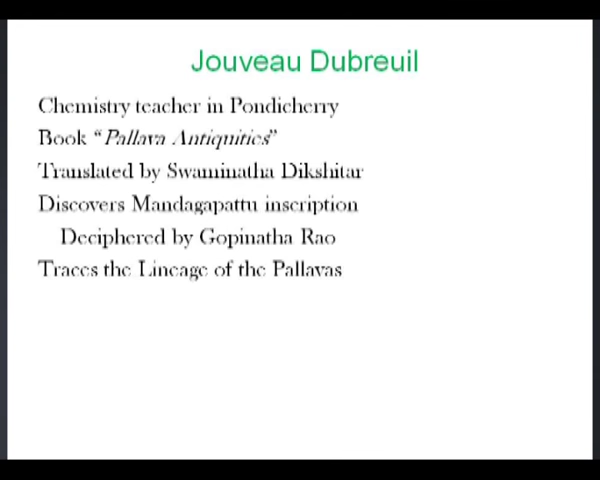 Jouveau Dubreuil
Chemistry teacher in Pondicherry
Book “Pallava Antiquities”
Translated by Swaminatha Dikshitar
Discovers Mandagapattu inscription
Deciphered by Gopinatha Rao
Traces the Lineage of the Pallavas